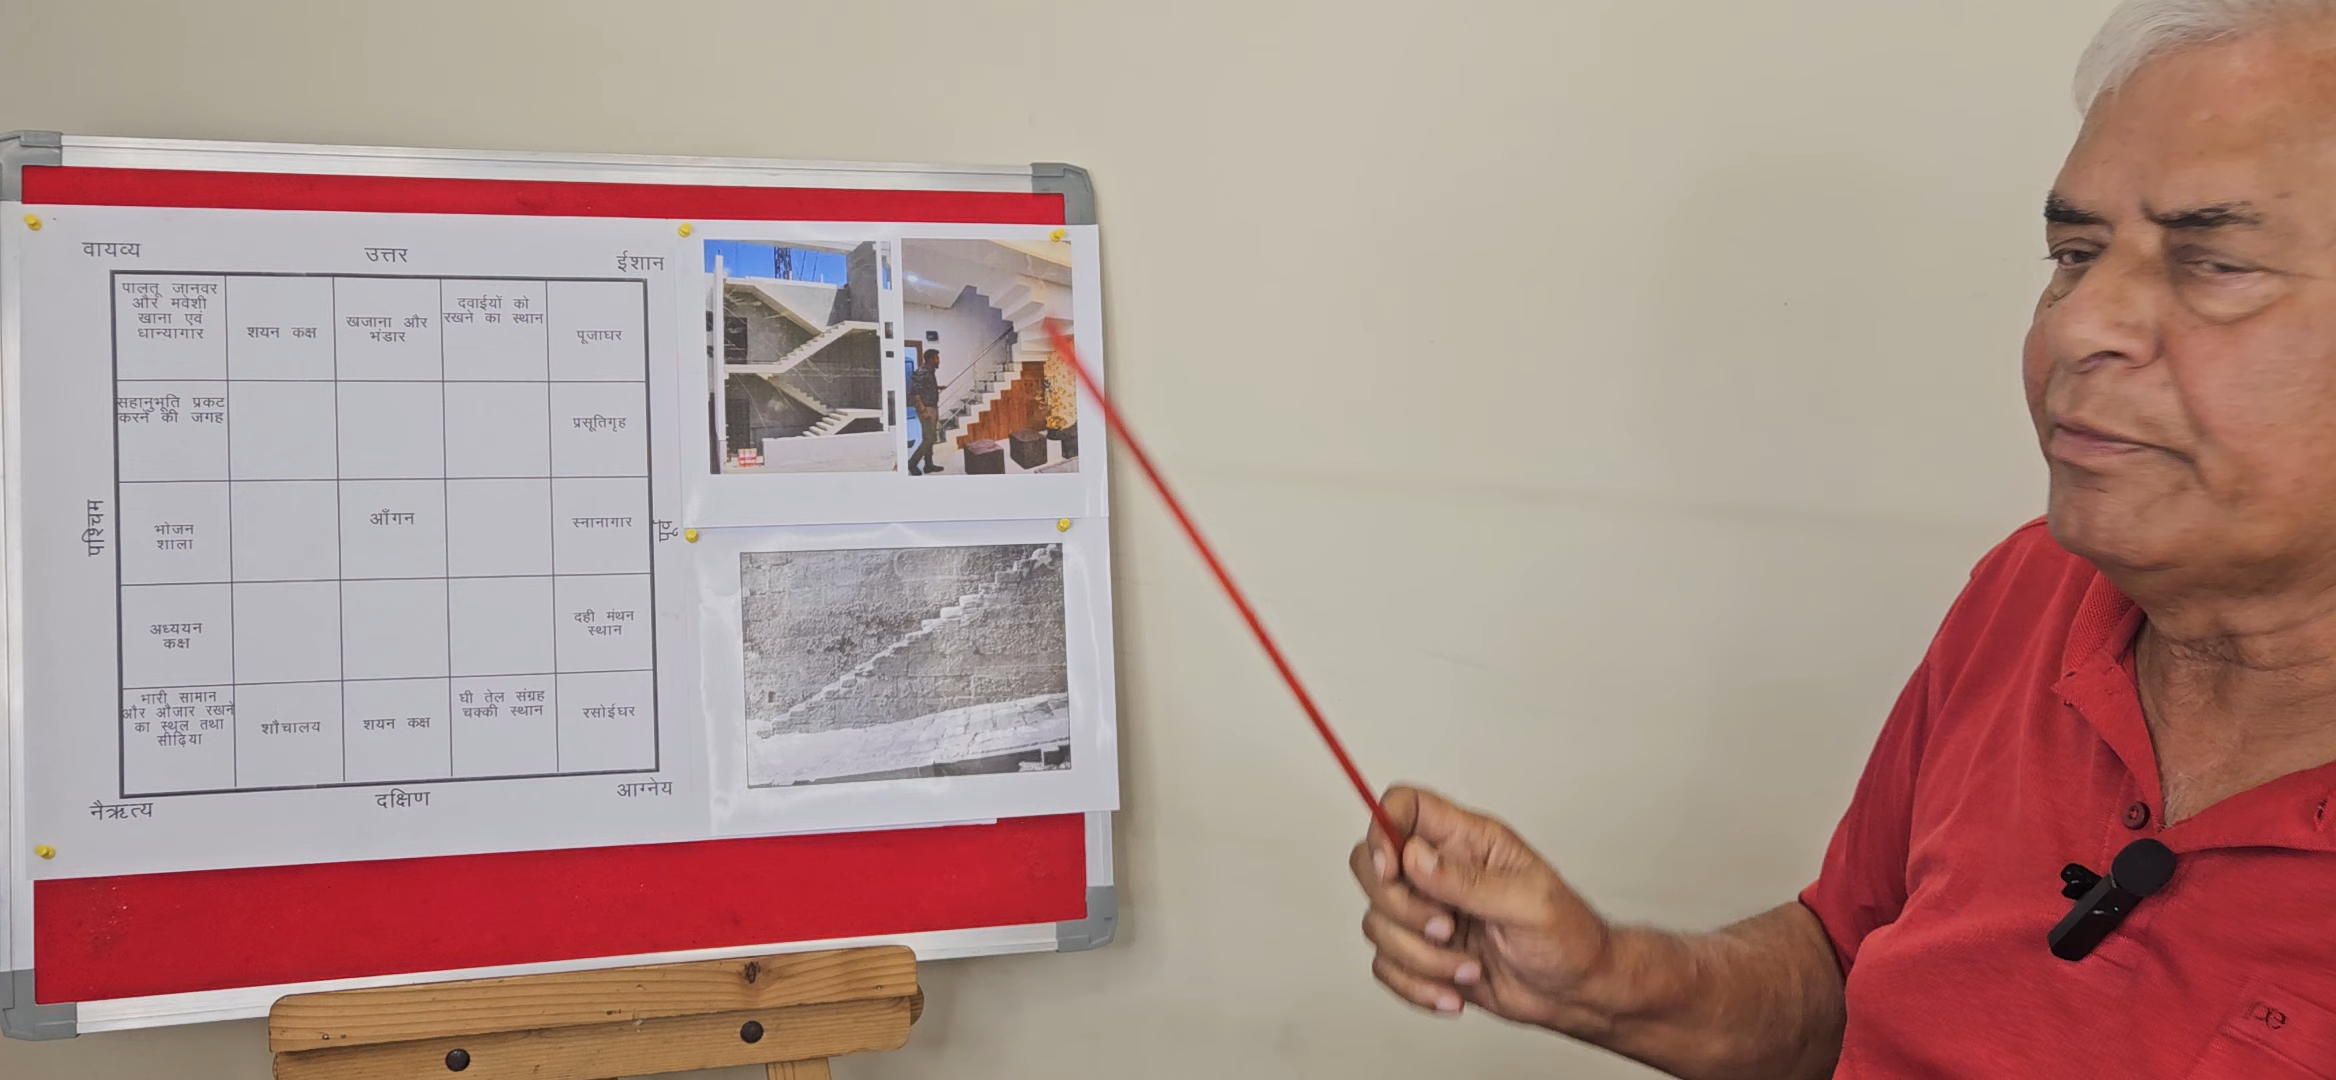 वायव्य
उत्तर
ईशान
पालतू जानवर
और मवेशी
खाना एवं
धान्यागार
शयन कक्ष
खजाना और
भंडार
दवाईयों को
रखने का स्थान
पूजाघर
सहानुभूति प्रकट
करने की जगह
प्रसूतिगृह
पश्चिम
भोजन
शाला
आँगन
स्नानागार
पूर्व
अध्ययन
कक्ष
दही मंथन
स्थान
भारी सामान
और औजार रखने
का स्थल तथा
सीढ़िया
शौचालय
शयन कक्ष
घी तेल संग्रह
चक्की स्थान
रसोईघर
नैऋत्य
दक्षिण
आग्नेय